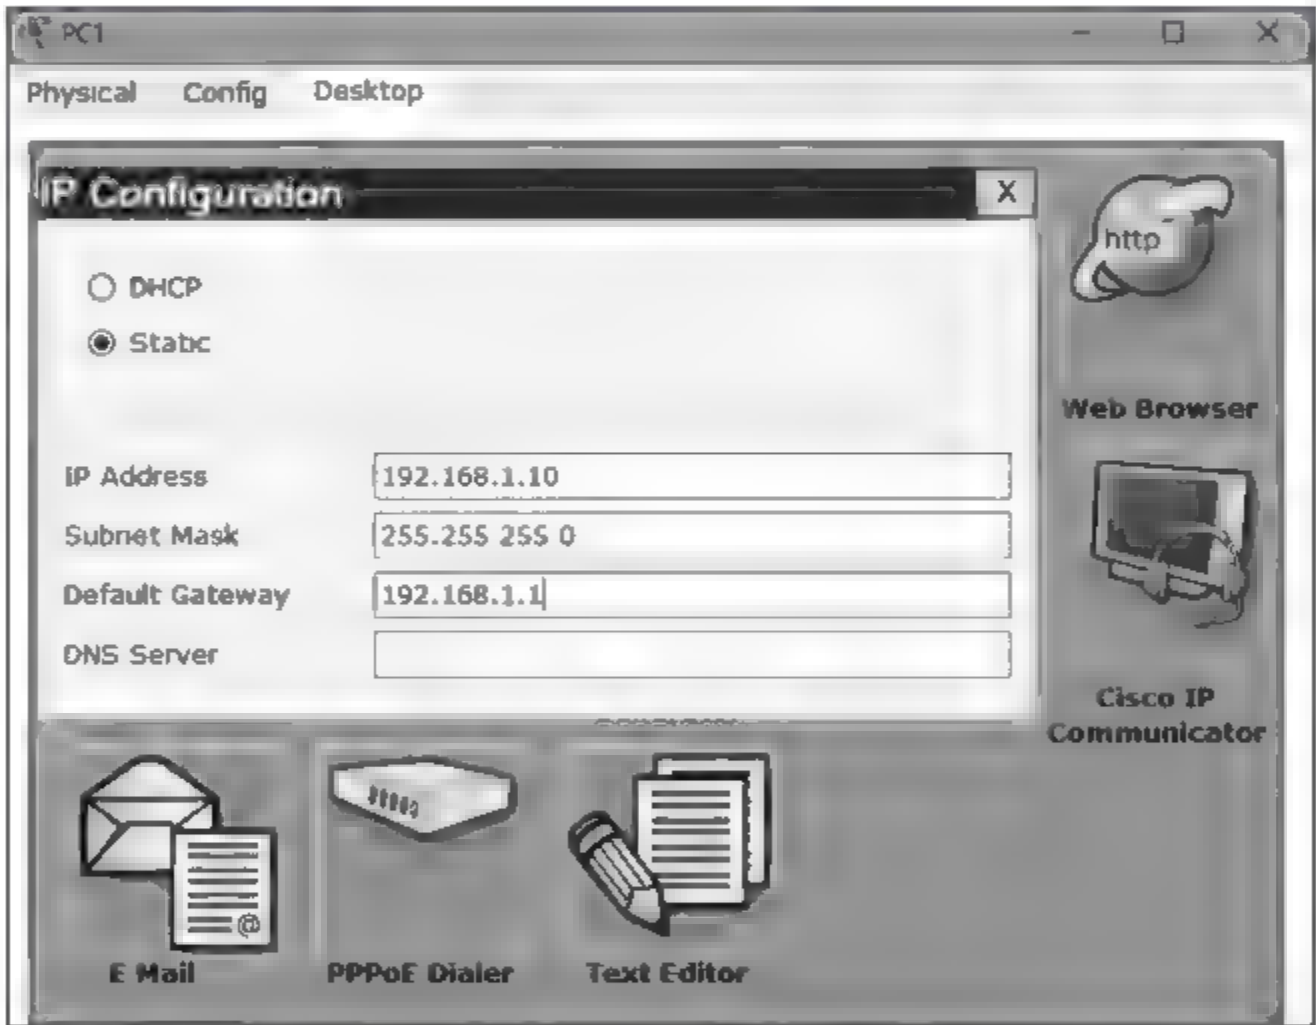 PC1
Physical Config Desktop
IP Configuration X
http
DHCP
Static
Web Browser
IP Address 192.168.1.10
Subnet Mask 255.255 255 0
Default Gateway 192.168.1.1
DNS Server
Cisco IP
Communicator
@
E Mail PPPoE Dialer Text Editor